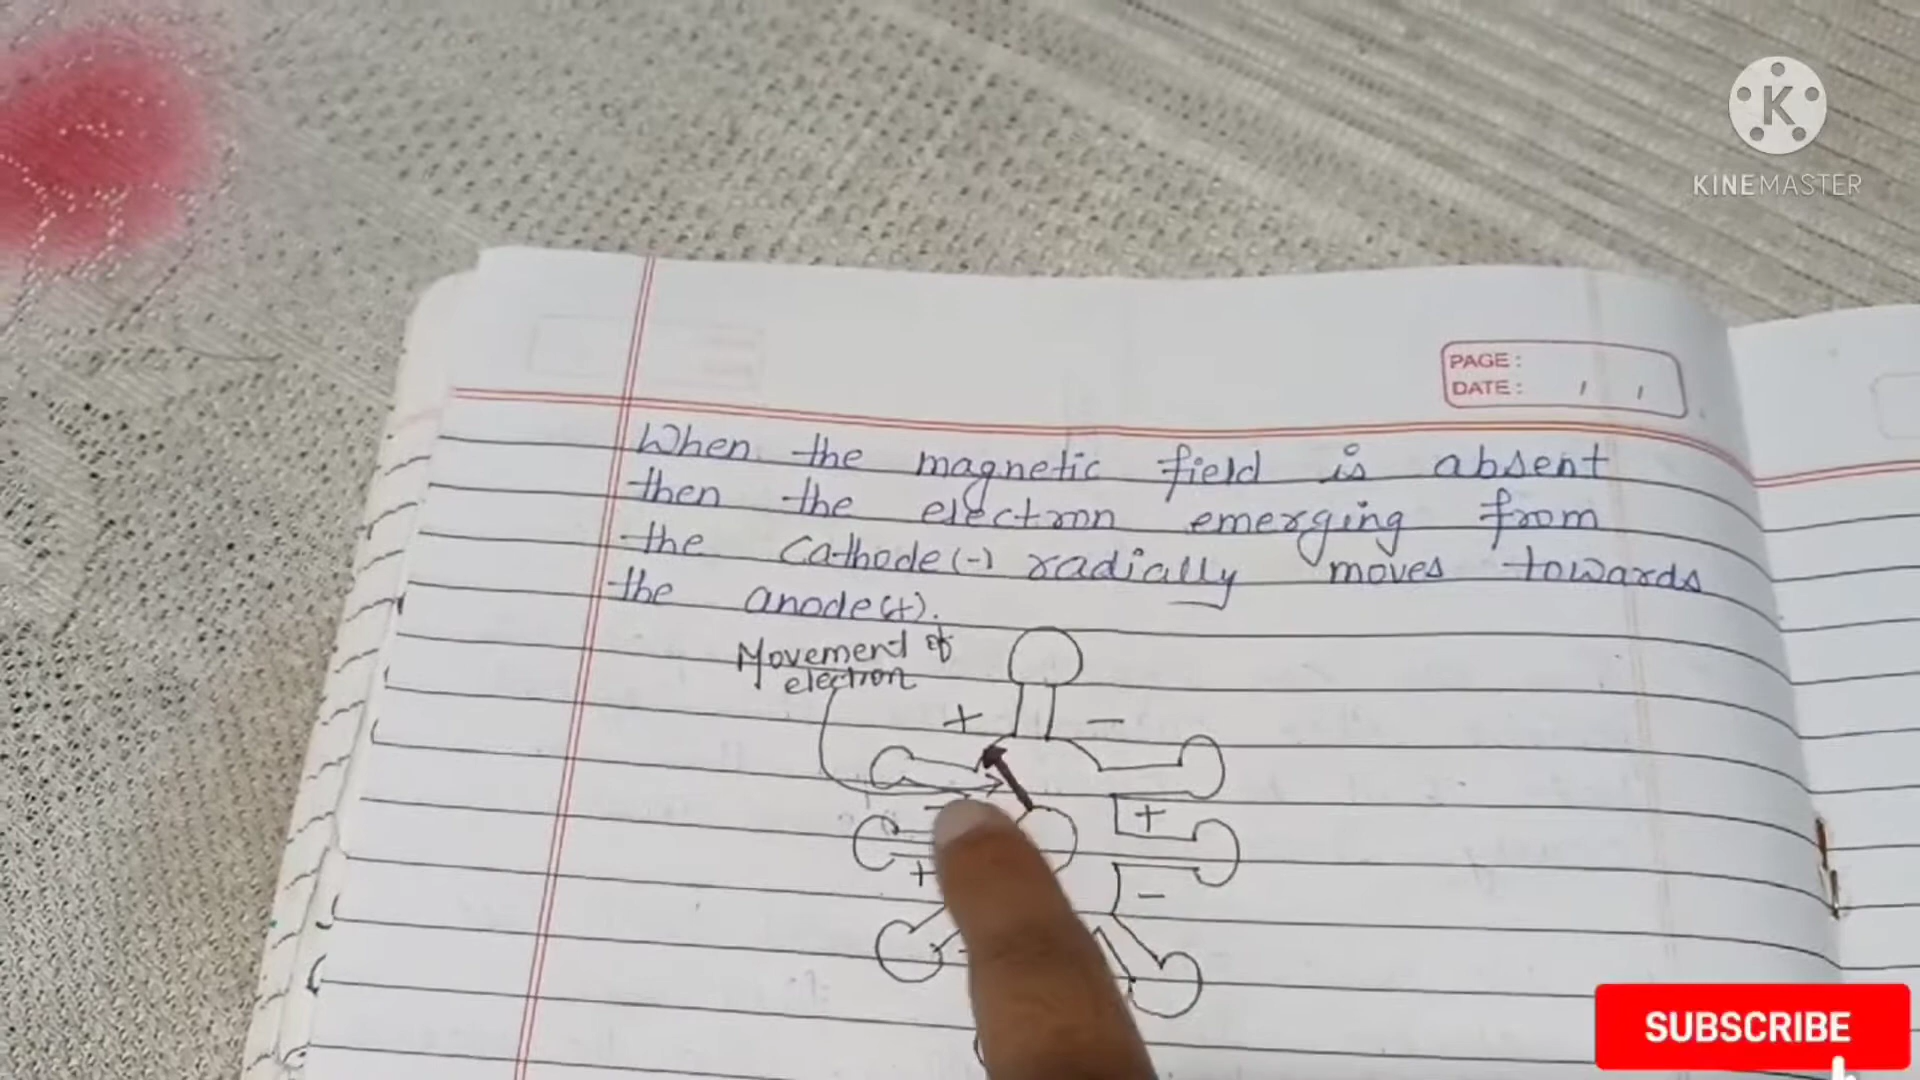 KINEMASTER
PAGE :
DATE : / /
When the magnetic field is absent
then the electron emerging from
the cathode(-) radially moves towards
the anode(+).
Movement of
electron
+ -
-
+
+
-
SUBSCRIBE